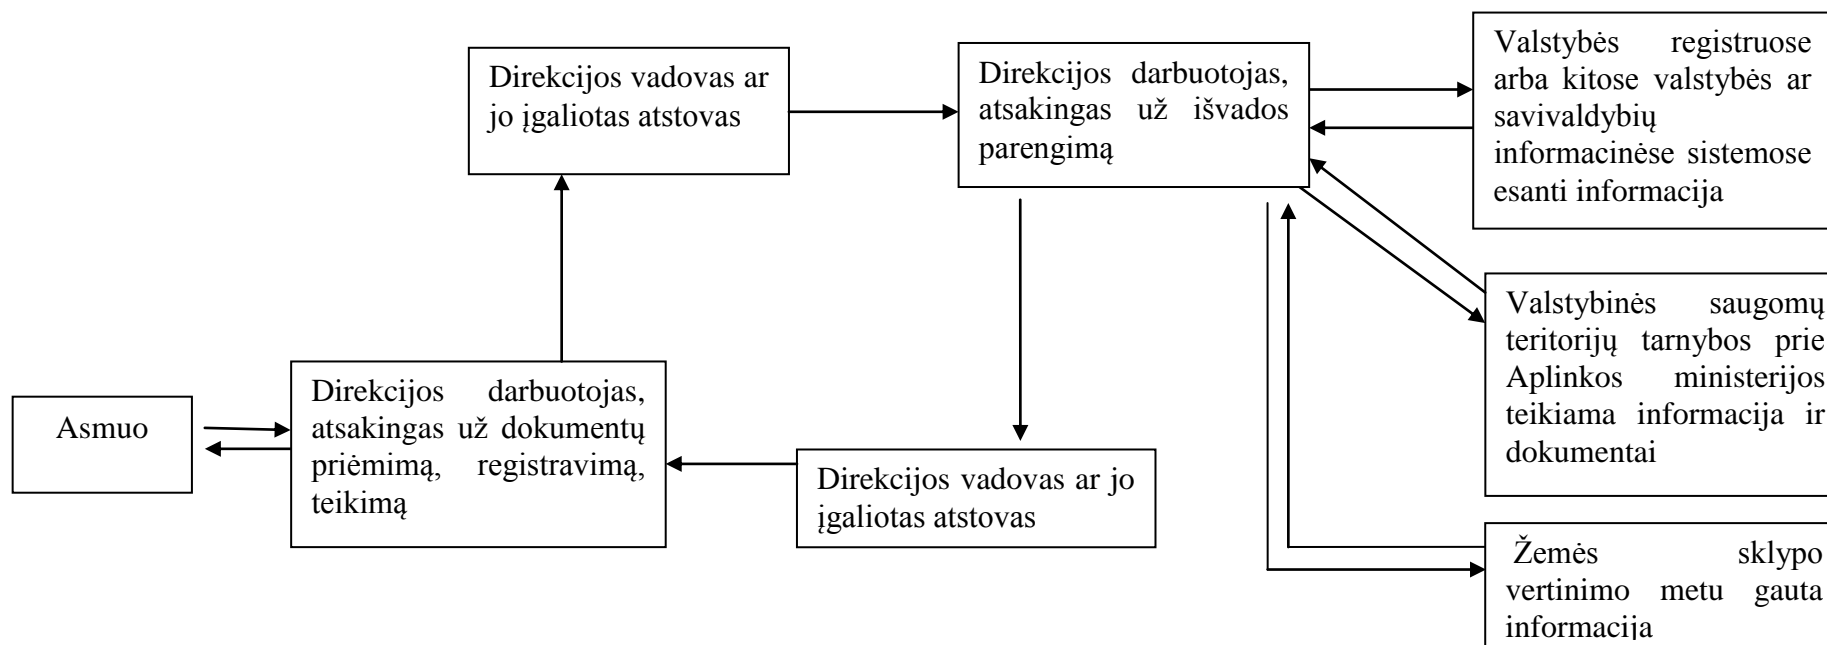 Direkcijos vadovas ar
jo įgaliotas atstovas
Direkcijos darbuotojas,
atsakingas už išvados
parengimą
Valstybės registruose
arba kitose valstybės ar
savivaldybių
informacinėse sistemose
esanti informacija
Valstybinės saugomų
teritorijų tarnybos prie
Aplinkos ministerijos
teikiama informacija ir
dokumentai
Asmuo
Direkcijos darbuotojas,
atsakingas už dokumentų
priėmimą, registravimą,
teikimą
Direkcijos vadovas ar jo
įgaliotas atstovas
Žemės sklypo
vertinimo metu gauta
informacija